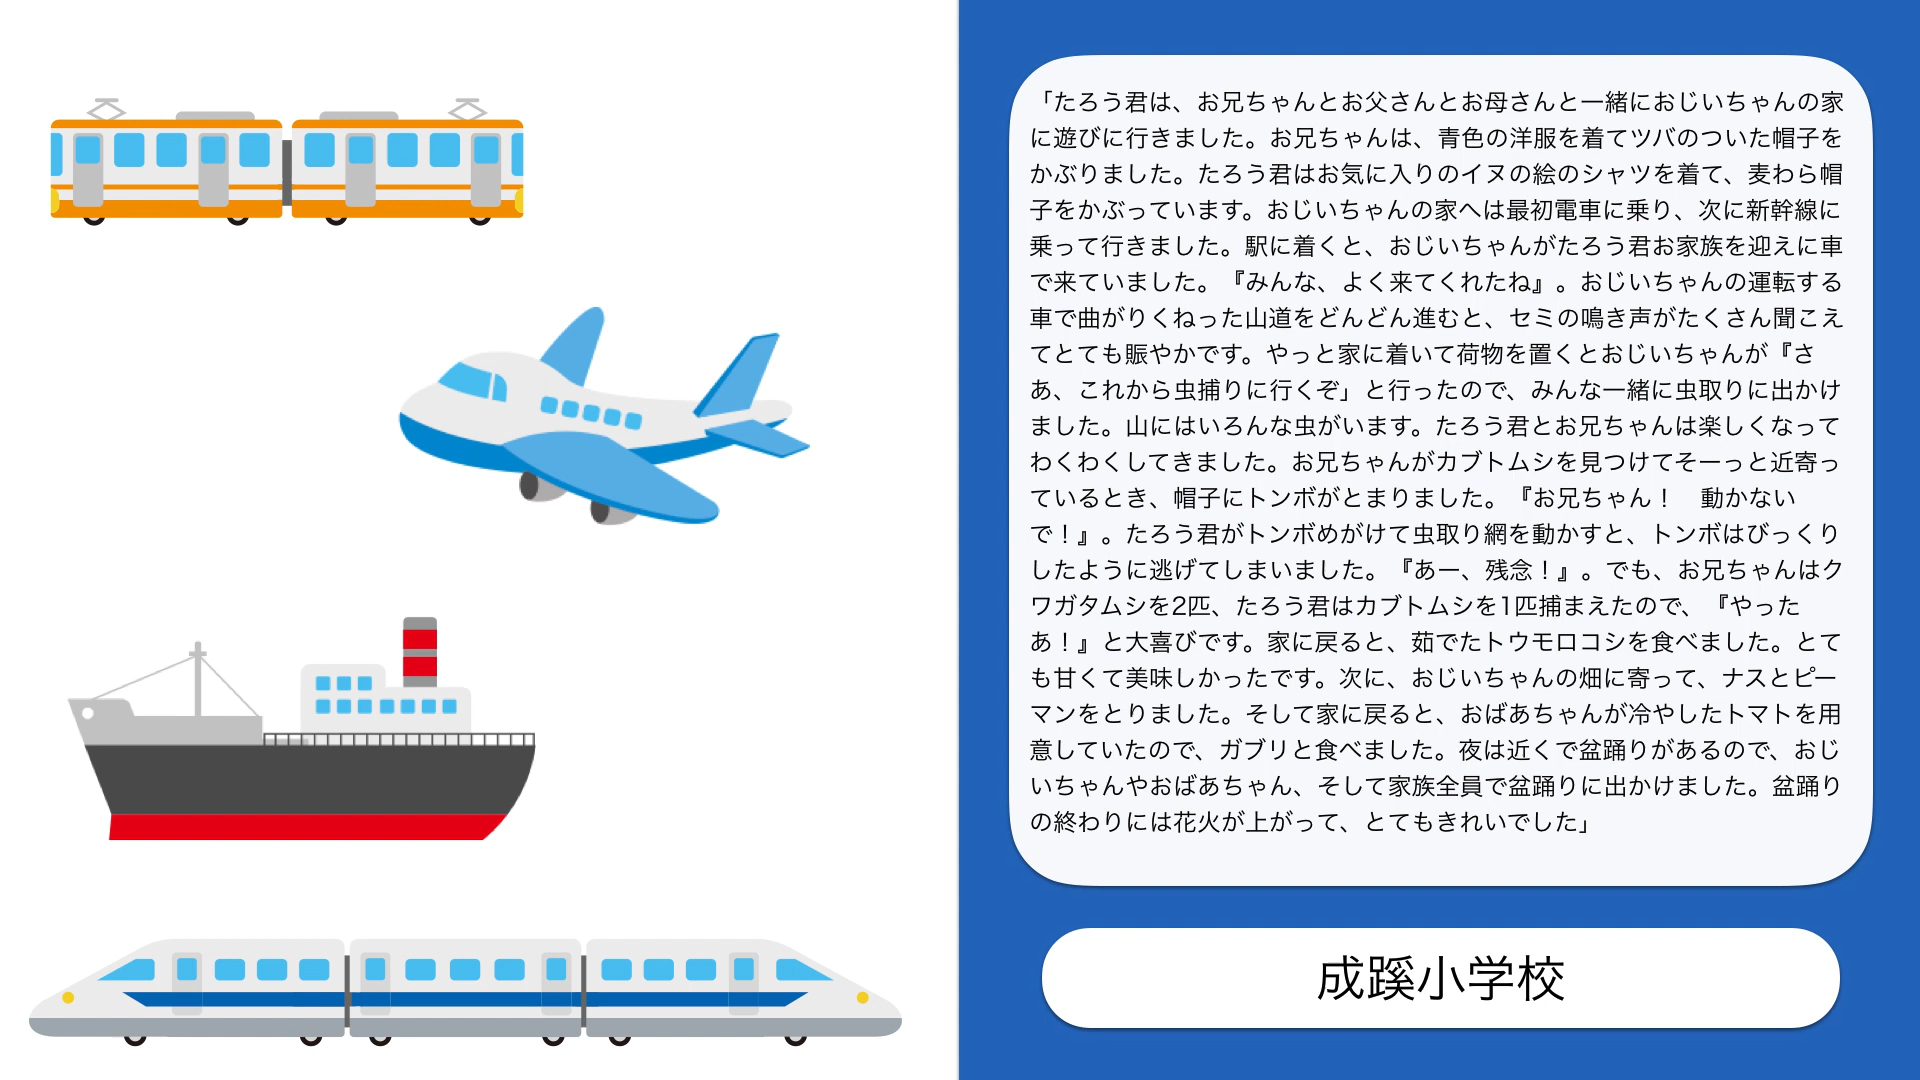 「たろう君は、お兄ちゃんとお父さんとお母さんと一緒におじいちゃんの家
に遊びに行きました。お兄ちゃんは、青色の洋服を着てツバのついた帽子を
かぶりました。たろう君はお気に入りのイヌの絵のシャツを着て、麦わら帽
子をかぶっています。おじいちゃんの家へは最初電車に乗り、次に新幹線に
乗って行きました。駅に着くと、おじいちゃんがたろう君お家族を迎えに車
で来ていました。『みんな、よく来てくれたね』。おじいちゃんの運転する
車で曲がりくねった山道をどんどん進むと、セミの鳴き声がたくさん聞こえ
てとても賑やかです。やっと家に着いて荷物を置くとおじいちゃんが『さ
あ、これから虫捕りに行くぞ」と行ったので、みんな一緒に虫取りに出かけ
ました。山にはいろんな虫がいます。たろう君とお兄ちゃんは楽しくなって
わくわくしてきました。お兄ちゃんがカブトムシを見つけてそーっと近寄っ
ているとき、帽子にトンボがとまりました。『お兄ちゃん！　動かない
で！』。たろう君がトンボめがけて虫取り網を動かすと、トンボはびっくり
したように逃げてしまいました。『あー、残念！』。でも、お兄ちゃんはク
ワガタムシを2匹、たろう君はカブトムシを1匹捕まえたので、『やった
あ！』と大喜びです。家に戻ると、茹でたトウモロコシを食べました。とて
も甘くて美味しかったです。次に、おじいちゃんの畑に寄って、ナスとピー
マンをとりました。そして家に戻ると、おばあちゃんが冷やしたトマトを用
意していたので、ガブリと食べました。夜は近くで盆踊りがあるので、おじ
いちゃんやおばあちゃん、そして家族全員で盆踊りに出かけました。盆踊り
の終わりには花火が上がって、とてもきれいでした」
成蹊小学校